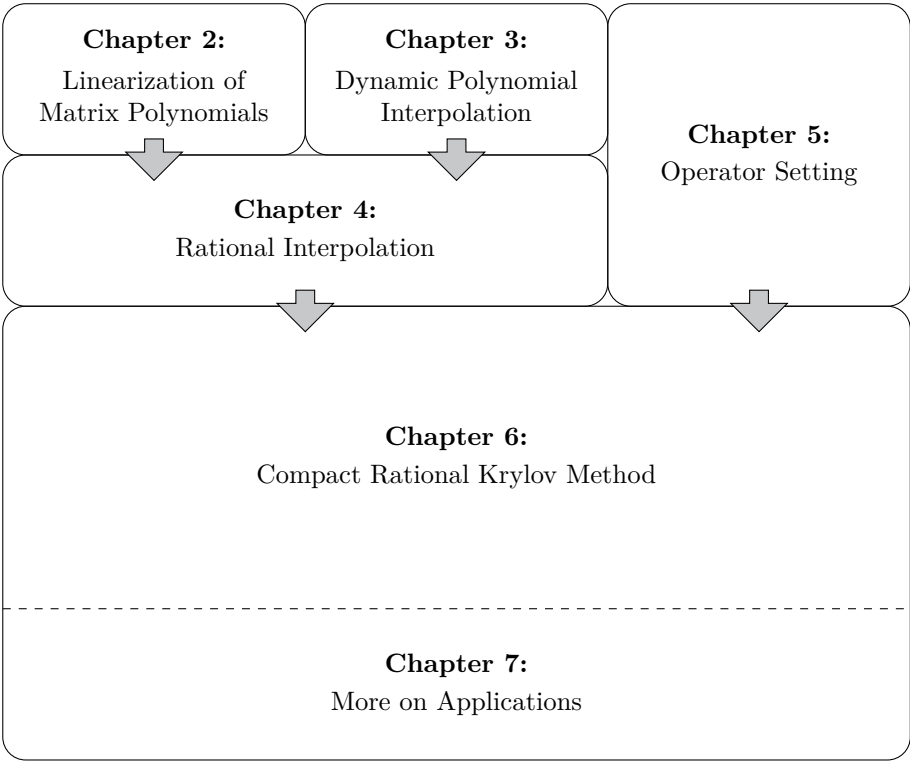 Chapter 2:
Linearization of
Matrix Polynomials
Chapter 3:
Dynamic Polynomial
Interpolation
Chapter 5:
Operator Setting
Chapter 4:
Rational Interpolation
Chapter 6:
Compact Rational Krylov Method
Chapter 7:
More on Applications